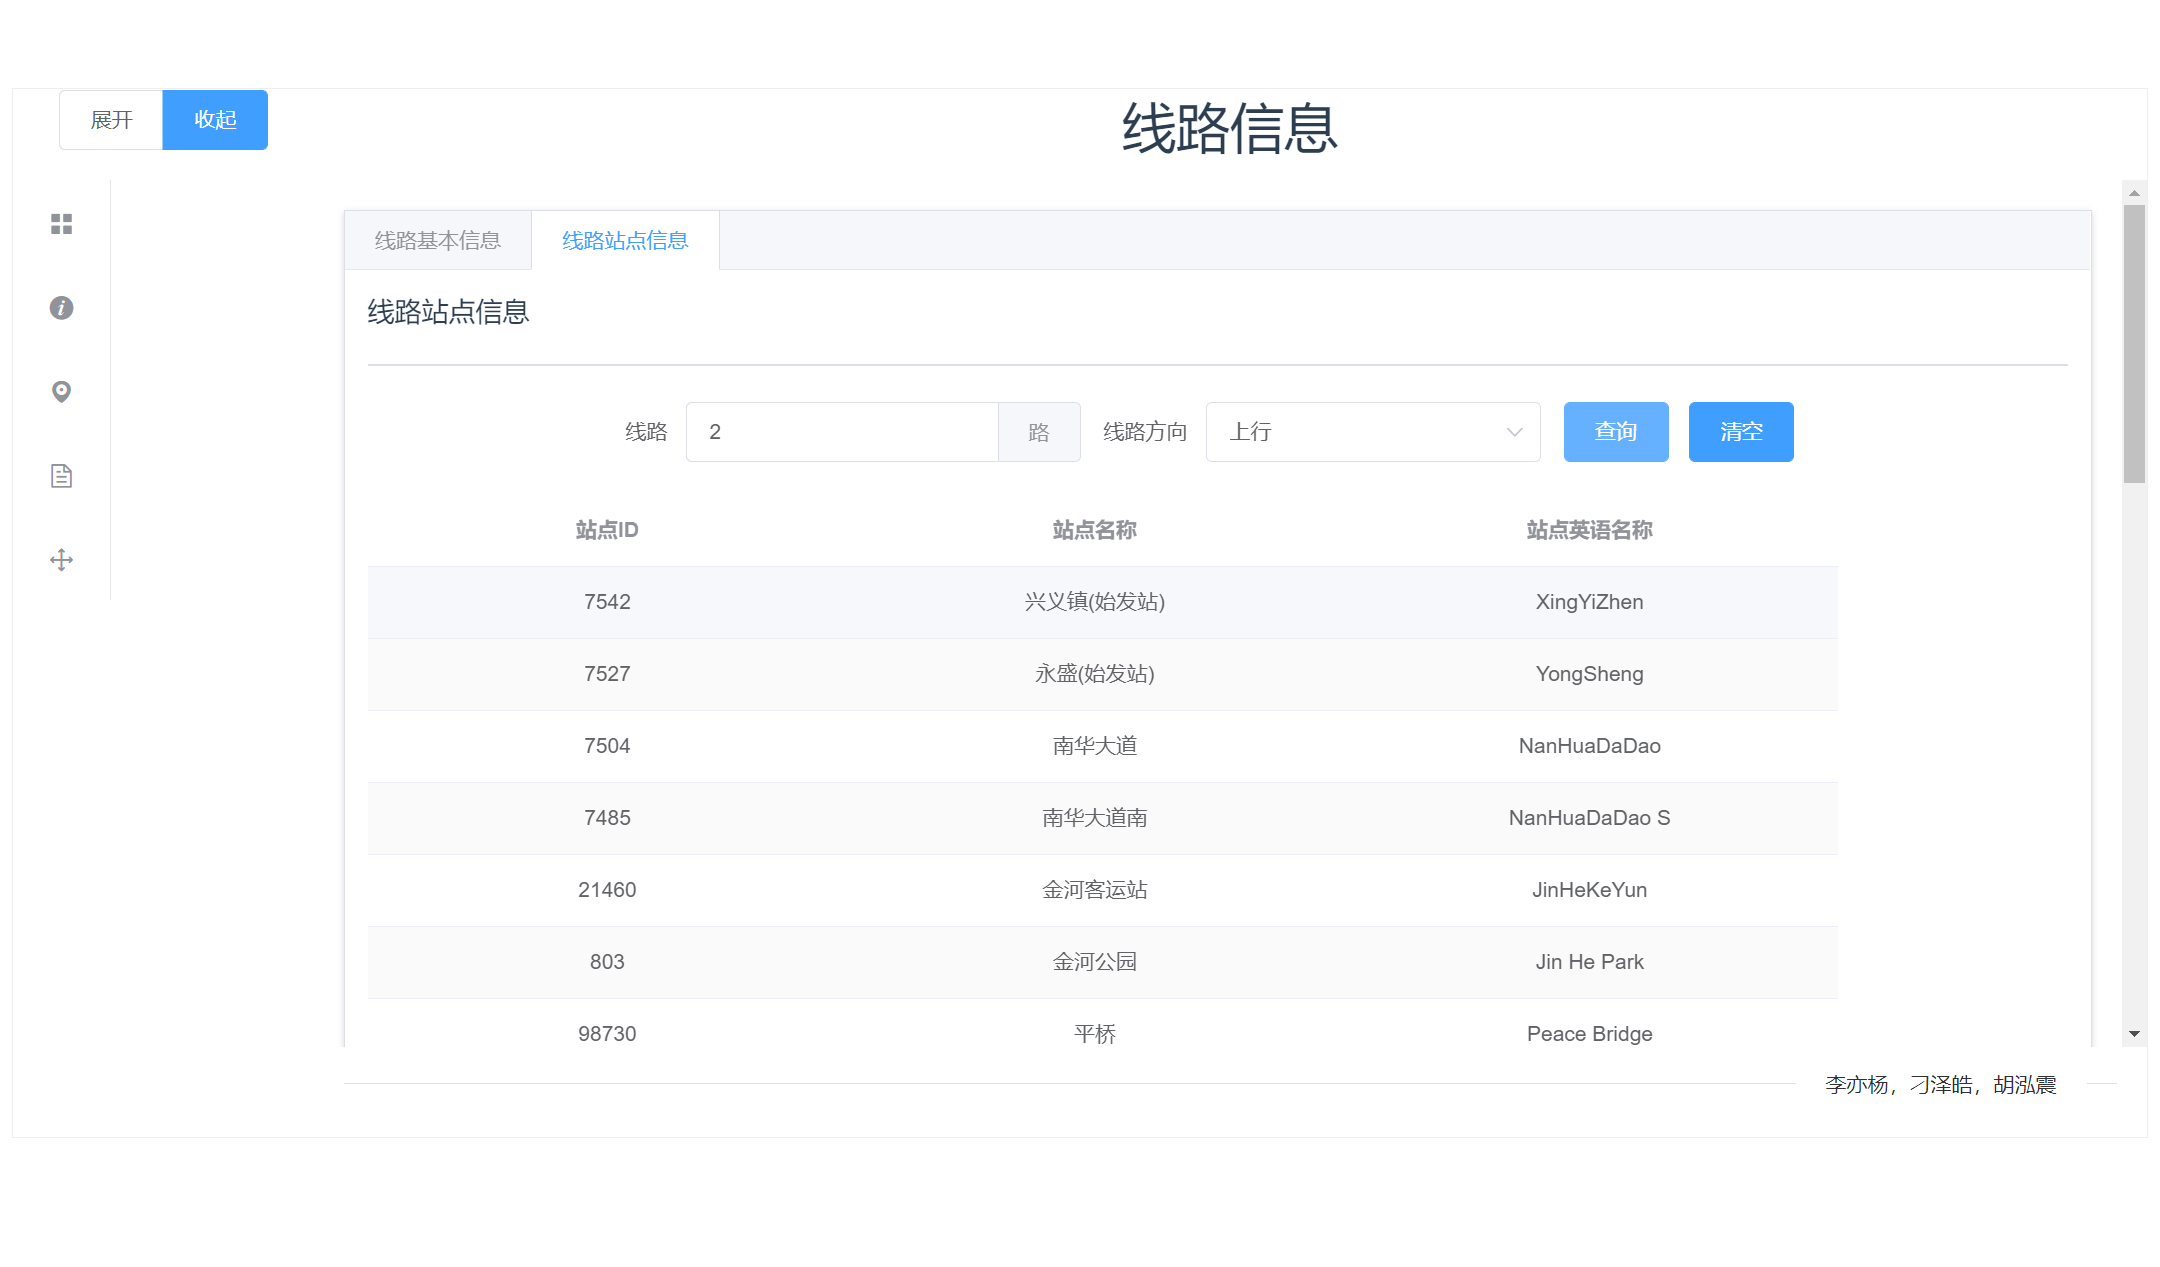 展开 收起
线路信息
线路基本信息 线路站点信息
线路站点信息
线路 2 路 线路方向 上行 查询 清空
站点ID 站点名称 站点英语名称
7542 兴义镇(始发站) XingYiZhen
7527 永盛(始发站) YongSheng
7504 南华大道 NanHuaDaDao
7485 南华大道南 NanHuaDaDao S
21460 金河客运站 JinHeKeYun
803 金河公园 Jin He Park
98730 平桥 Peace Bridge
李亦杨，刁泽皓，胡泓震